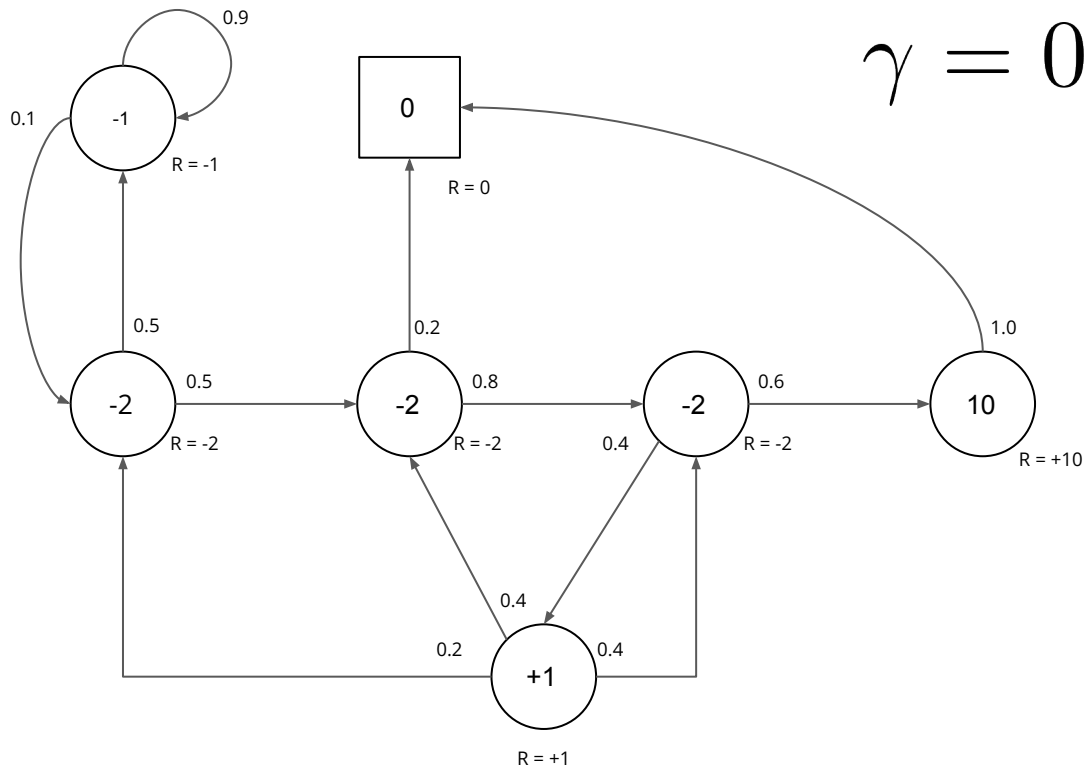 0.9
γ = 0
0.1
-1
0
R = -1
R = 0
0.5
0.2
1.0
0.5
0.8
0.6
-2
-2
-2
10
R = -2
R = -2
0.4
R = -2
R = +10
0.4
0.2
0.4
+1
R = +1